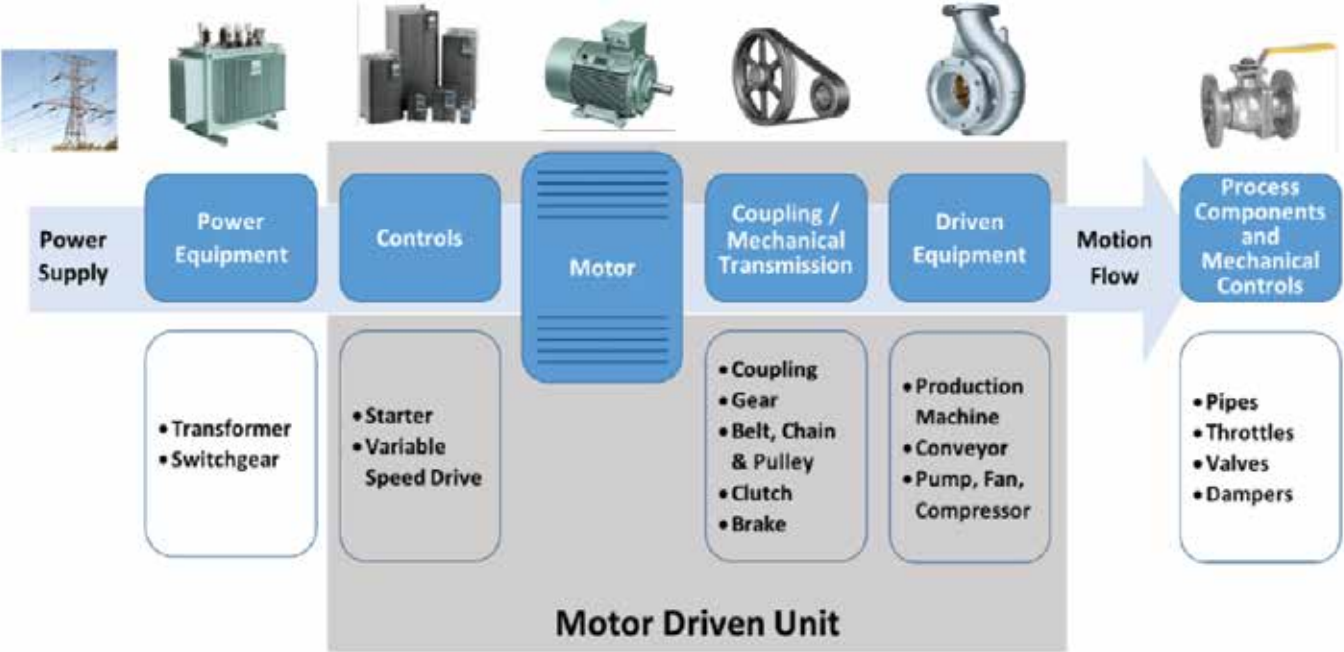 Power
Supply
Power
Equipment
Controls
Motor
Coupling /
Mechanical
Transmission
Driven
Equipment
Motion
Flow
Process
Components
and
Mechanical
Controls
• Transformer
• Switchgear
• Starter
• Variable
Speed Drive
• Coupling
• Gear
• Belt, Chain
& Pulley
• Clutch
• Brake
• Production
Machine
• Conveyor
• Pump, Fan,
Compressor
• Pipes
• Throttles
• Valves
• Dampers
Motor Driven Unit